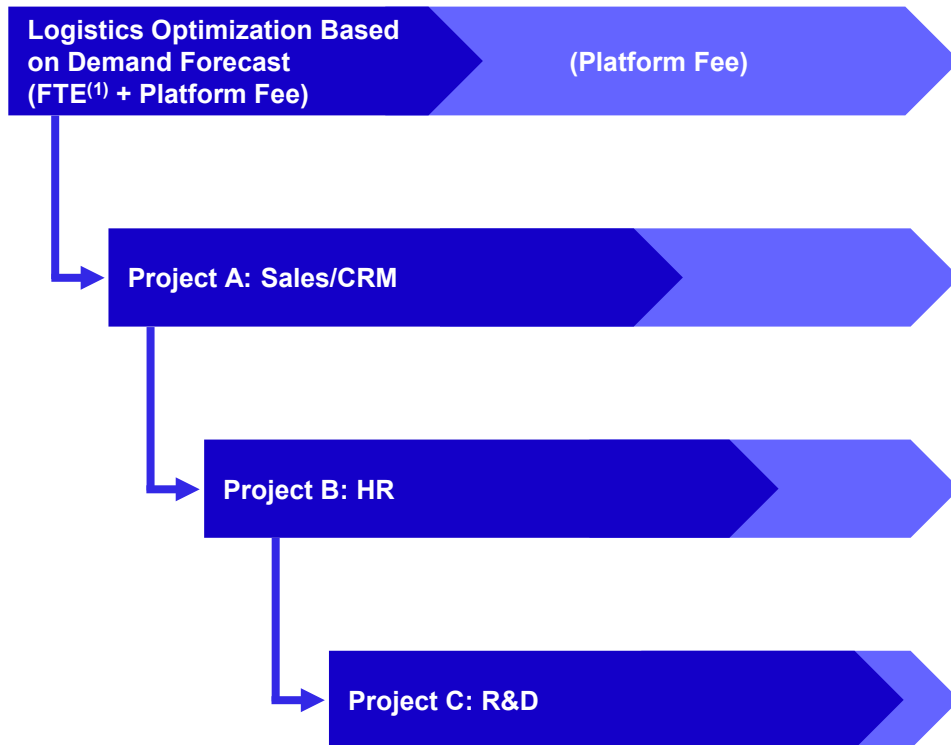 Logistics Optimization Based
on Demand Forecast
(FTE(1) + Platform Fee)
(Platform Fee)
Project A: Sales/CRM
Project B: HR
Project C: R&D